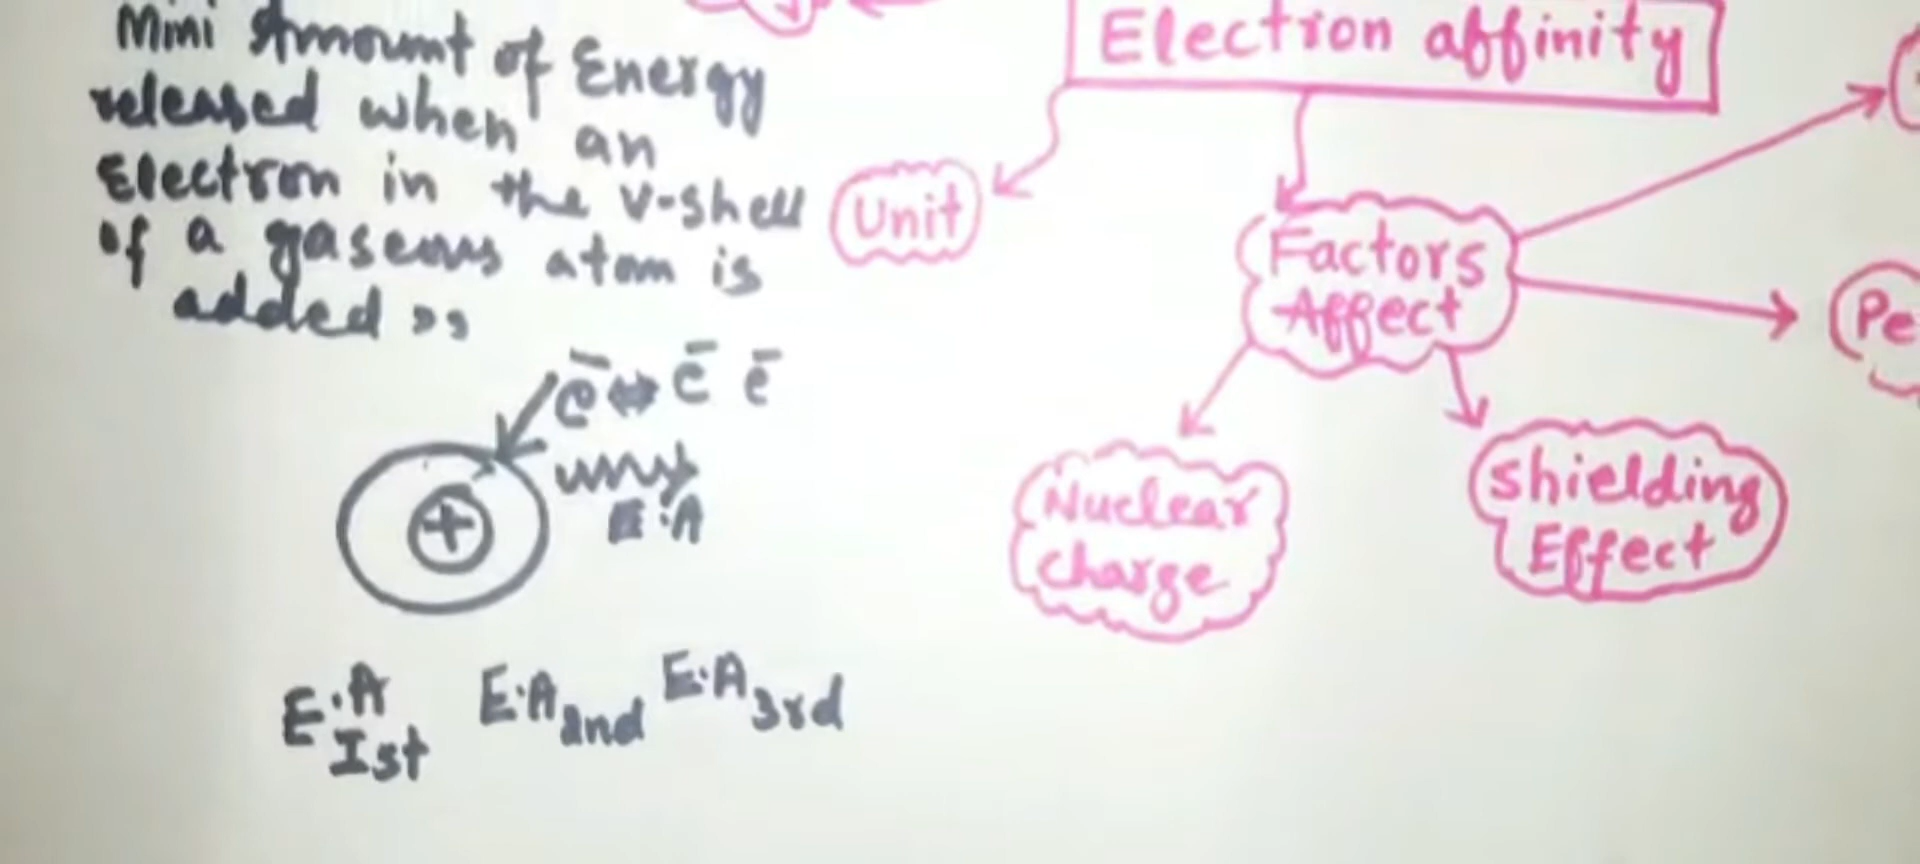 Mini Amount of Energy
released when an
Electron in the v-shell
of a gaseous atom is
added
e⁻ ⇔ e⁻ e⁻
E.A
+
E.A Ist E.A 2nd E.A 3rd
Electron affinity
Unit
Factors
Affect
Nuclear
charge
Shielding
Effect
Pe